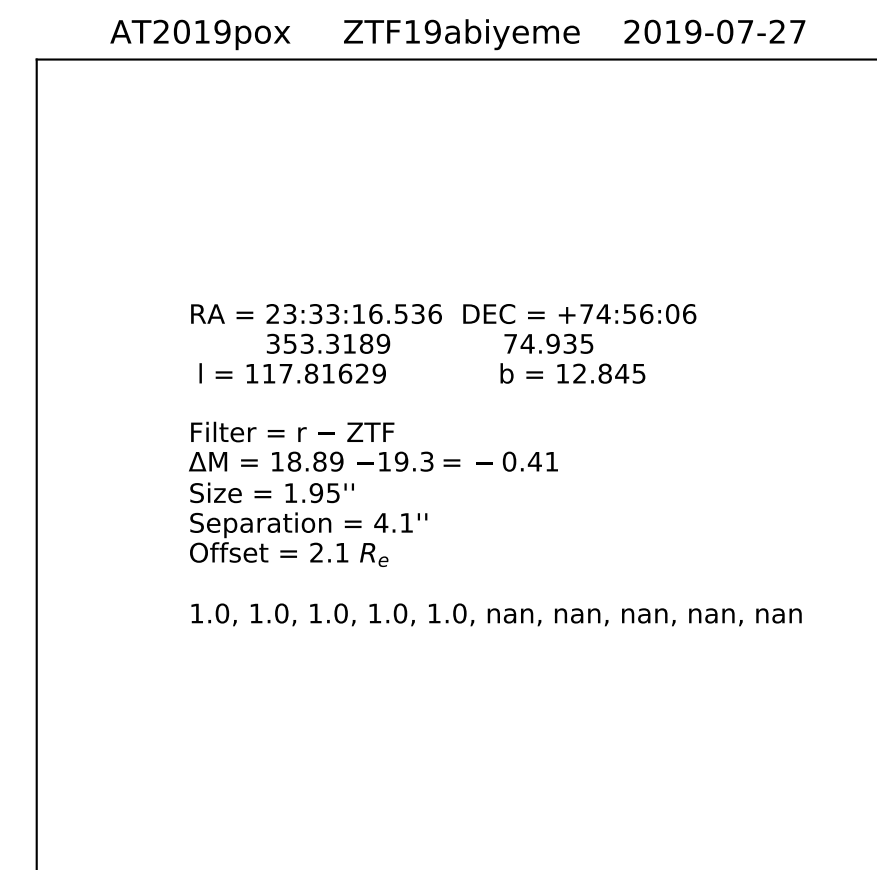 AT2019pox ZTF19abiyeme 2019-07-27
RA = 23:33:16.536 DEC = +74:56:06
353.3189 74.935
l = 117.81629 b = 12.845
Filter = r − ZTF
ΔM = 18.89 −19.3 = − 0.41
Size = 1.95''
Separation = 4.1''
Offset = 2.1 Rₑ
1.0, 1.0, 1.0, 1.0, 1.0, nan, nan, nan, nan, nan